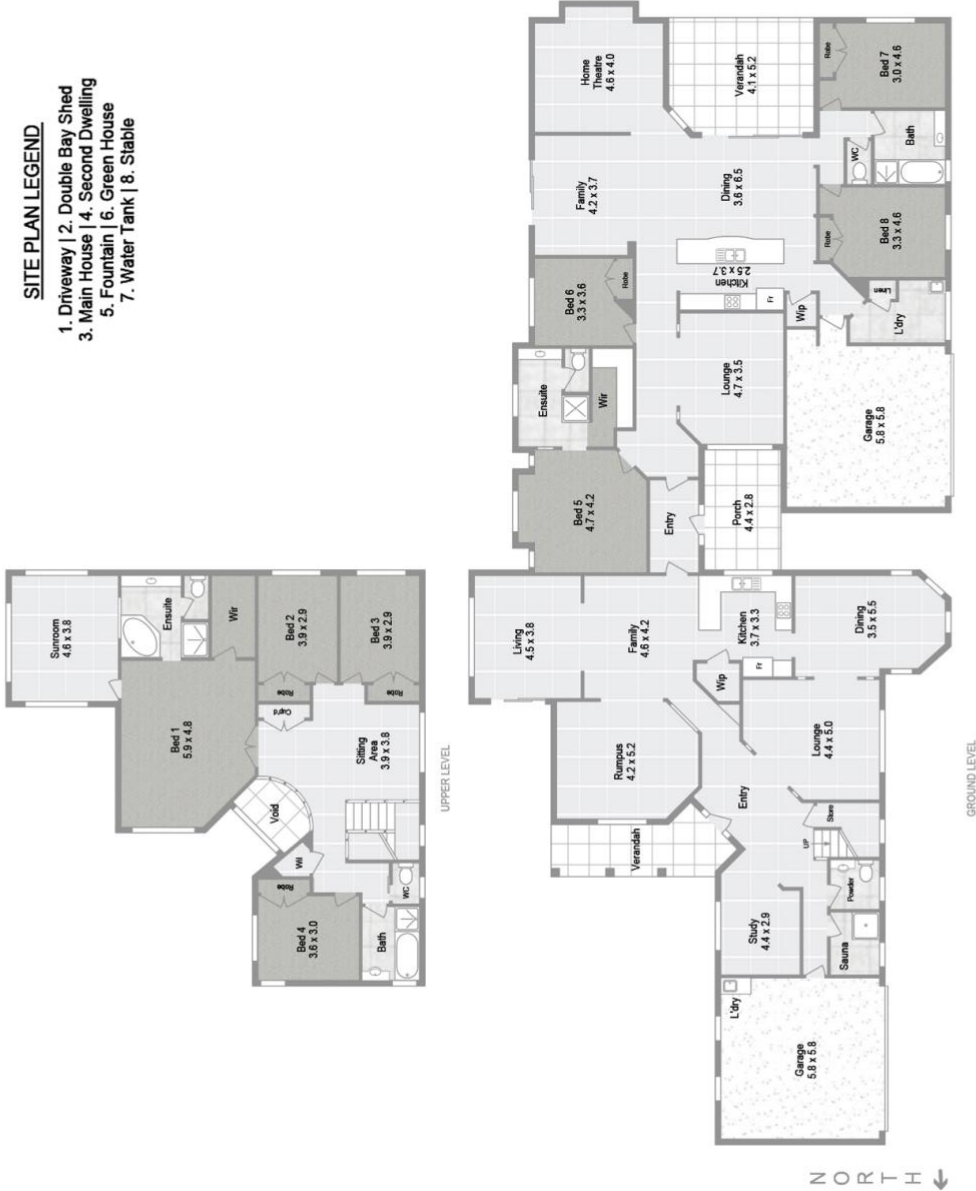 SITE PLAN LEGEND
1. Driveway | 2. Double Bay Shed
3. Main House | 4. Second Dwelling
5. Fountain | 6. Green House
7. Water Tank | 8. Stable
Sunroom
4.6 x 3.8
Ensuite
Wir
Bed 1
5.9 x 4.8
Bed 2
3.9 x 2.9
Bed 3
3.9 x 2.9
Robe
Robe
Cup'd
Sitting
Area
3.9 x 3.8
Void
Wil
Robe
Bed 4
3.6 x 3.0
Bath
WC
UPPER LEVEL
Home
Theatre
4.6 x 4.0
Verandah
4.1 x 5.2
Robe
Bed 7
3.0 x 4.6
Family
4.2 x 3.7
Dining
3.6 x 6.5
WC
Bath
Robe
Bed 8
3.3 x 4.6
Bed 6
3.3 x 3.6
Robe
Kitchen
2.5 x 3.7
Fr
Wip
Linen
L'dry
Ensuite
Wir
Lounge
4.7 x 3.5
Garage
5.8 x 5.8
Bed 5
4.7 x 4.2
Entry
Porch
4.4 x 2.8
Living
4.5 x 3.8
Family
4.6 x 4.2
Kitchen
3.7 x 3.3
Dining
3.5 x 5.5
Fr
Wip
Rumpus
4.2 x 5.2
Lounge
4.4 x 5.0
Entry
Verandah
Store
UP
Powder
Study
4.4 x 2.9
Sauna
L'dry
Garage
5.8 x 5.8
GROUND LEVEL
NORTH